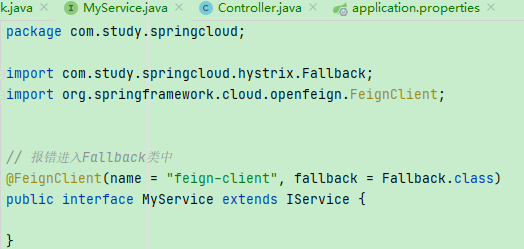 k.java MyService.java Controller.java application.properties
package com.study.springcloud;
import com.study.springcloud.hystrix.Fallback;
import org.springframework.cloud.openfeign.FeignClient;
// 报错进入Fallback类中
@FeignClient(name = "feign-client", fallback = Fallback.class)
public interface MyService extends IService {
}